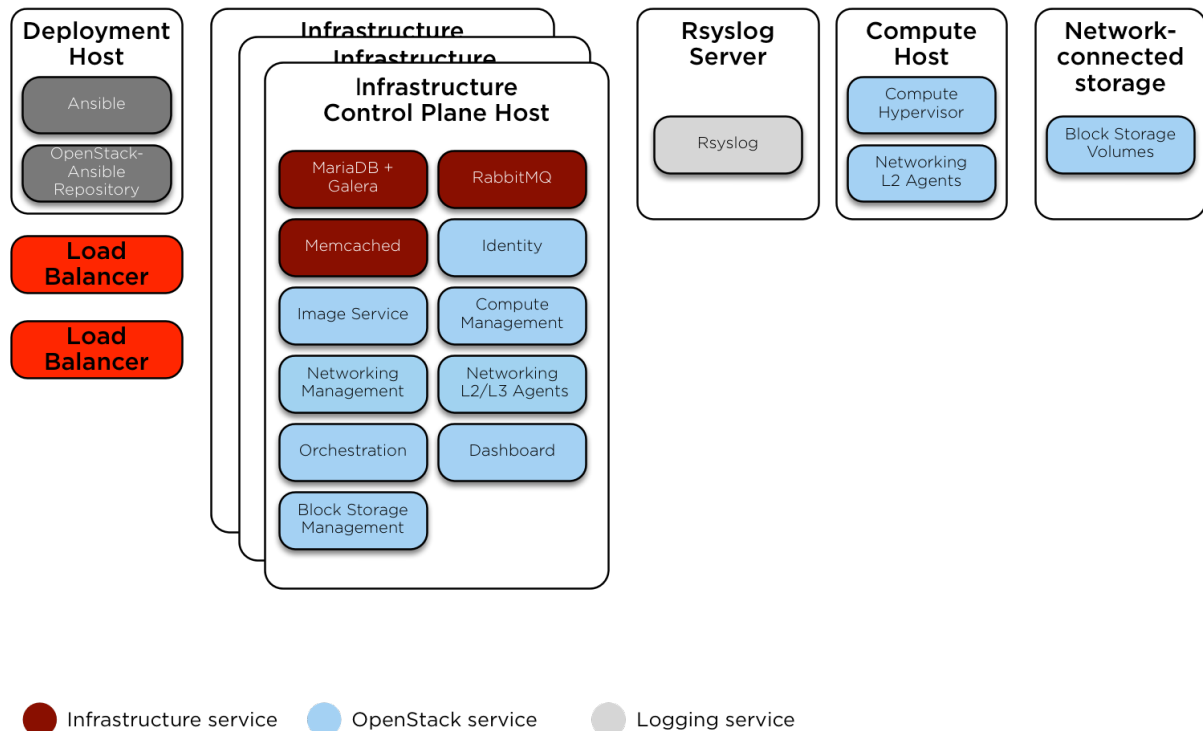 Deployment
Host
Ansible
OpenStack-
Ansible
Repository
Load
Balancer
Load
Balancer
Infrastructure
Infrastructure
Infrastructure
Control Plane Host
MariaDB +
Galera
RabbitMQ
Memcached
Identity
Image Service
Compute
Management
Networking
Management
Networking
L2/L3 Agents
Orchestration
Dashboard
Block Storage
Management
Rsyslog
Server
Rsyslog
Compute
Host
Compute
Hypervisor
Networking
L2 Agents
Network-
connected
storage
Block Storage
Volumes
Infrastructure service
OpenStack service
Logging service